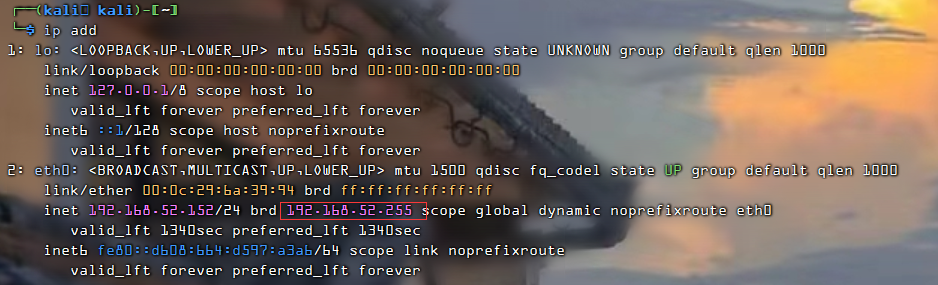 ┌──(kali㉿kali)-[~]
└─$ ip add
1: lo: <LOOPBACK,UP,LOWER_UP> mtu 65536 qdisc noqueue state UNKNOWN group default qlen 1000
link/loopback 00:00:00:00:00:00 brd 00:00:00:00:00:00
inet 127.0.0.1/8 scope host lo
valid_lft forever preferred_lft forever
inet6 ::1/128 scope host noprefixroute
valid_lft forever preferred_lft forever
2: eth0: <BROADCAST,MULTICAST,UP,LOWER_UP> mtu 1500 qdisc fq_codel state UP group default qlen 1000
link/ether 00:0c:29:6a:39:94 brd ff:ff:ff:ff:ff:ff
inet 192.168.52.152/24 brd 192.168.52.255 scope global dynamic noprefixroute eth0
valid_lft 1340sec preferred_lft 1340sec
inet6 fe80::d608:664:d597:a3a6/64 scope link noprefixroute
valid_lft forever preferred_lft forever